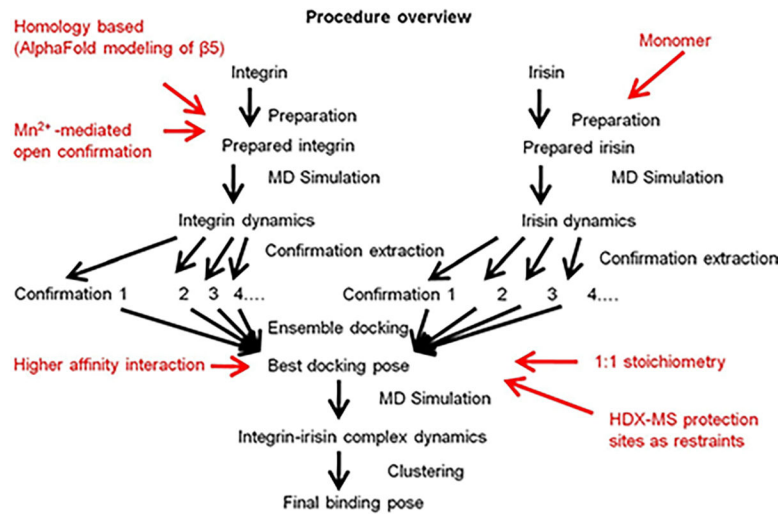 Procedure overview
Homology based
(AlphaFold modeling of β5)
Monomer
Integrin
Irisin
Preparation
Preparation
Mn²⁺ -mediated
open confirmation
Prepared integrin
Prepared irisin
MD Simulation
MD Simulation
Integrin dynamics
Irisin dynamics
Confirmation extraction
Confirmation extraction
Confirmation 1 2 3 4....
Confirmation 1 2 3 4....
Ensemble docking
Higher affinity interaction
Best docking pose
1:1 stoichiometry
MD Simulation
HDX-MS protection
sites as restraints
Integrin-irisin complex dynamics
Clustering
Final binding pose